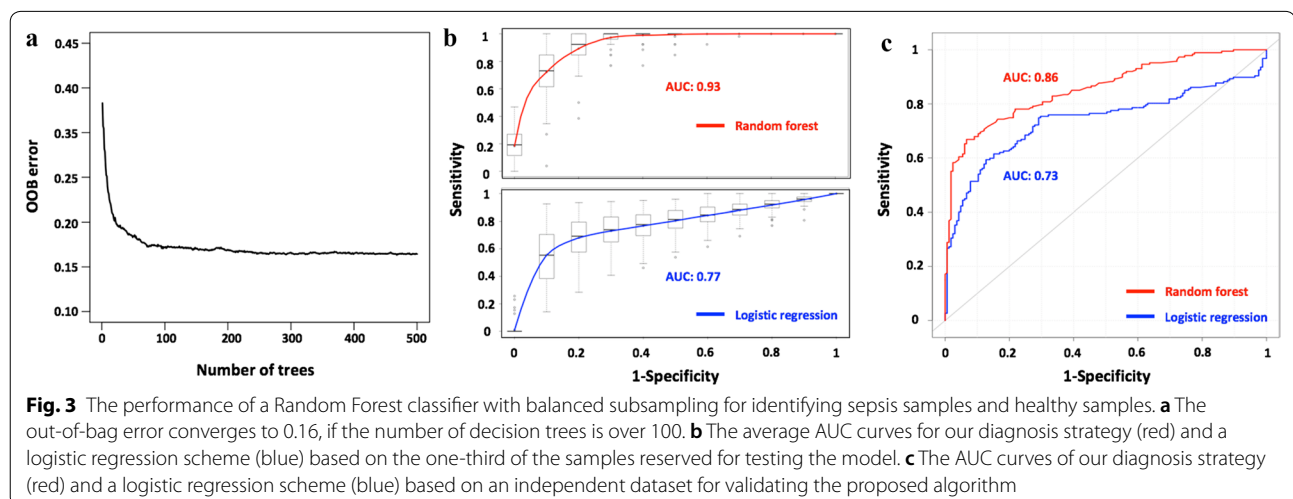 a
0.45
0.40
0.35
0.25
0.20
0.15
0.10
OOB error
0
100
200
300
400
500
Number of trees
b
1
0.8
0.6
0.4
0.2
0
AUC: 0.93
Random forest
Sensitivity
1
0.8
0.6
0.4
0.2
0
AUC: 0.77
Logistic regression
0
0.2
0.4
0.6
0.8
1
1-Specificity
c
1
0.8
0.6
0.4
0.2
0
Sensitivity
AUC: 0.86
AUC: 0.73
Random forest
Logistic regression
0
0.2
0.4
0.6
0.8
1
1-Specificity
Fig. 3 The performance of a Random Forest classifier with balanced subsampling for identifying sepsis samples and healthy samples. a The
out-of-bag error converges to 0.16, if the number of decision trees is over 100. b The average AUC curves for our diagnosis strategy (red) and a
logistic regression scheme (blue) based on the one-third of the samples reserved for testing the model. c The AUC curves of our diagnosis strategy
(red) and a logistic regression scheme (blue) based on an independent dataset for validating the proposed algorithm